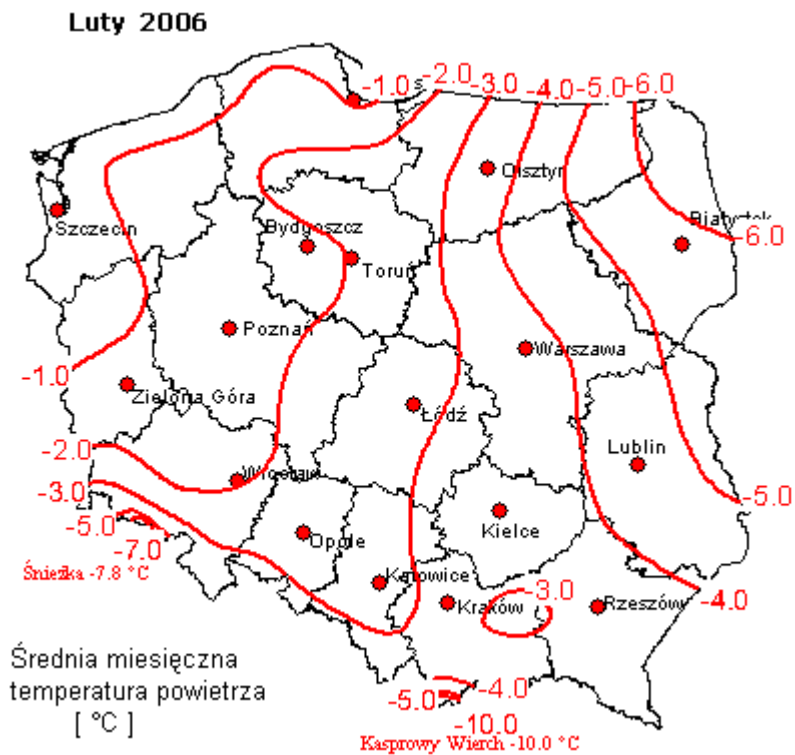 Luty 2006
-1.0
-2.0
-3.0
-4.0
-5.0
-6.0
Olsztyn
Szczecin
Bydgoszcz
Białystok
-6.0
Toruń
Poznań
Warszawa
-1.0
Zielona Góra
Łódź
-2.0
Wrocław
Lublin
-3.0
-5.0
-5.0
-7.0
Opole
Kielce
Śnieżka -7.8 °C
Katowice
-3.0
-4.0
Kraków
Rzeszów
Średnia miesięczna
temperatura powietrza
[ °C ]
-5.0
-4.0
-10.0
Kasprowy Wierch -10.0 °C